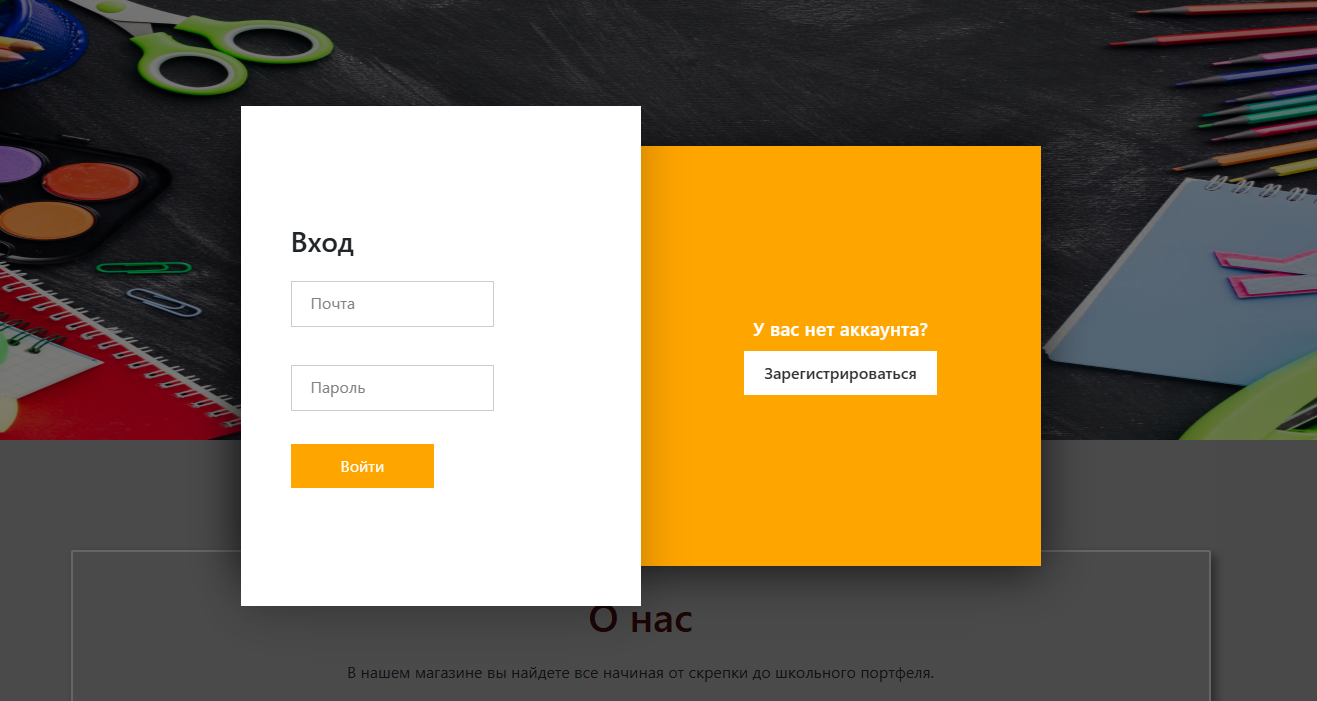 Вход
Почта
Пароль
Войти
У вас нет аккаунта?
Зарегистрироваться
О нас
В нашем магазине вы найдете все начиная от скрепки до школьного портфеля.